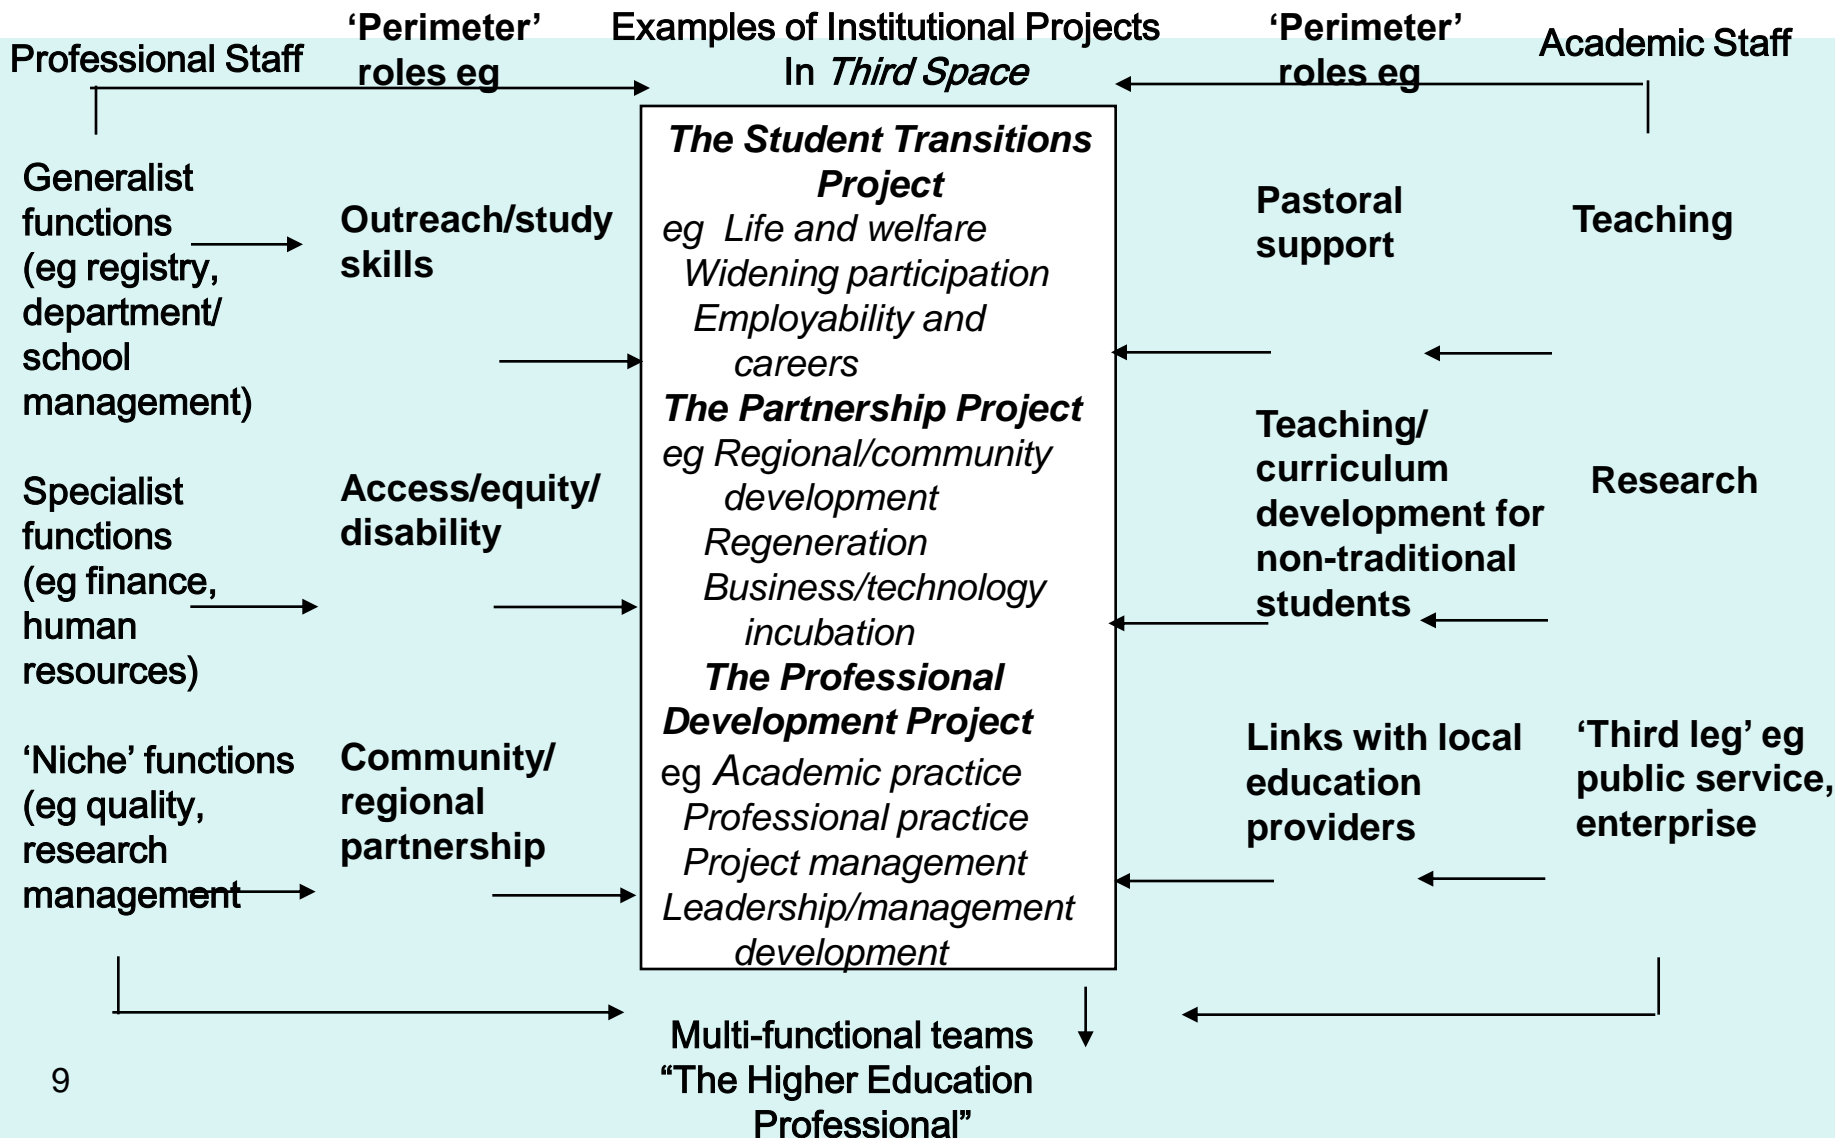 Professional Staff
‘Perimeter’
roles eg
Examples of Institutional Projects
In Third Space
‘Perimeter’
roles eg
Academic Staff
Generalist
functions
(eg registry,
department/
school
management)
Specialist
functions
(eg finance,
human
resources)
‘Niche’ functions
(eg quality,
research
management
Outreach/study
skills
Access/equity/
disability
Community/
regional
partnership
The Student Transitions
Project
eg Life and welfare
Widening participation
Employability and
careers
The Partnership Project
eg Regional/community
development
Regeneration
Business/technology
incubation
The Professional
Development Project
eg Academic practice
Professional practice
Project management
Leadership/management
development
Pastoral
support
Teaching/
curriculum
development for
non-traditional
students
Links with local
education
providers
Teaching
Research
‘Third leg’ eg
public service,
enterprise
Multi-functional teams
“The Higher Education
Professional”
9